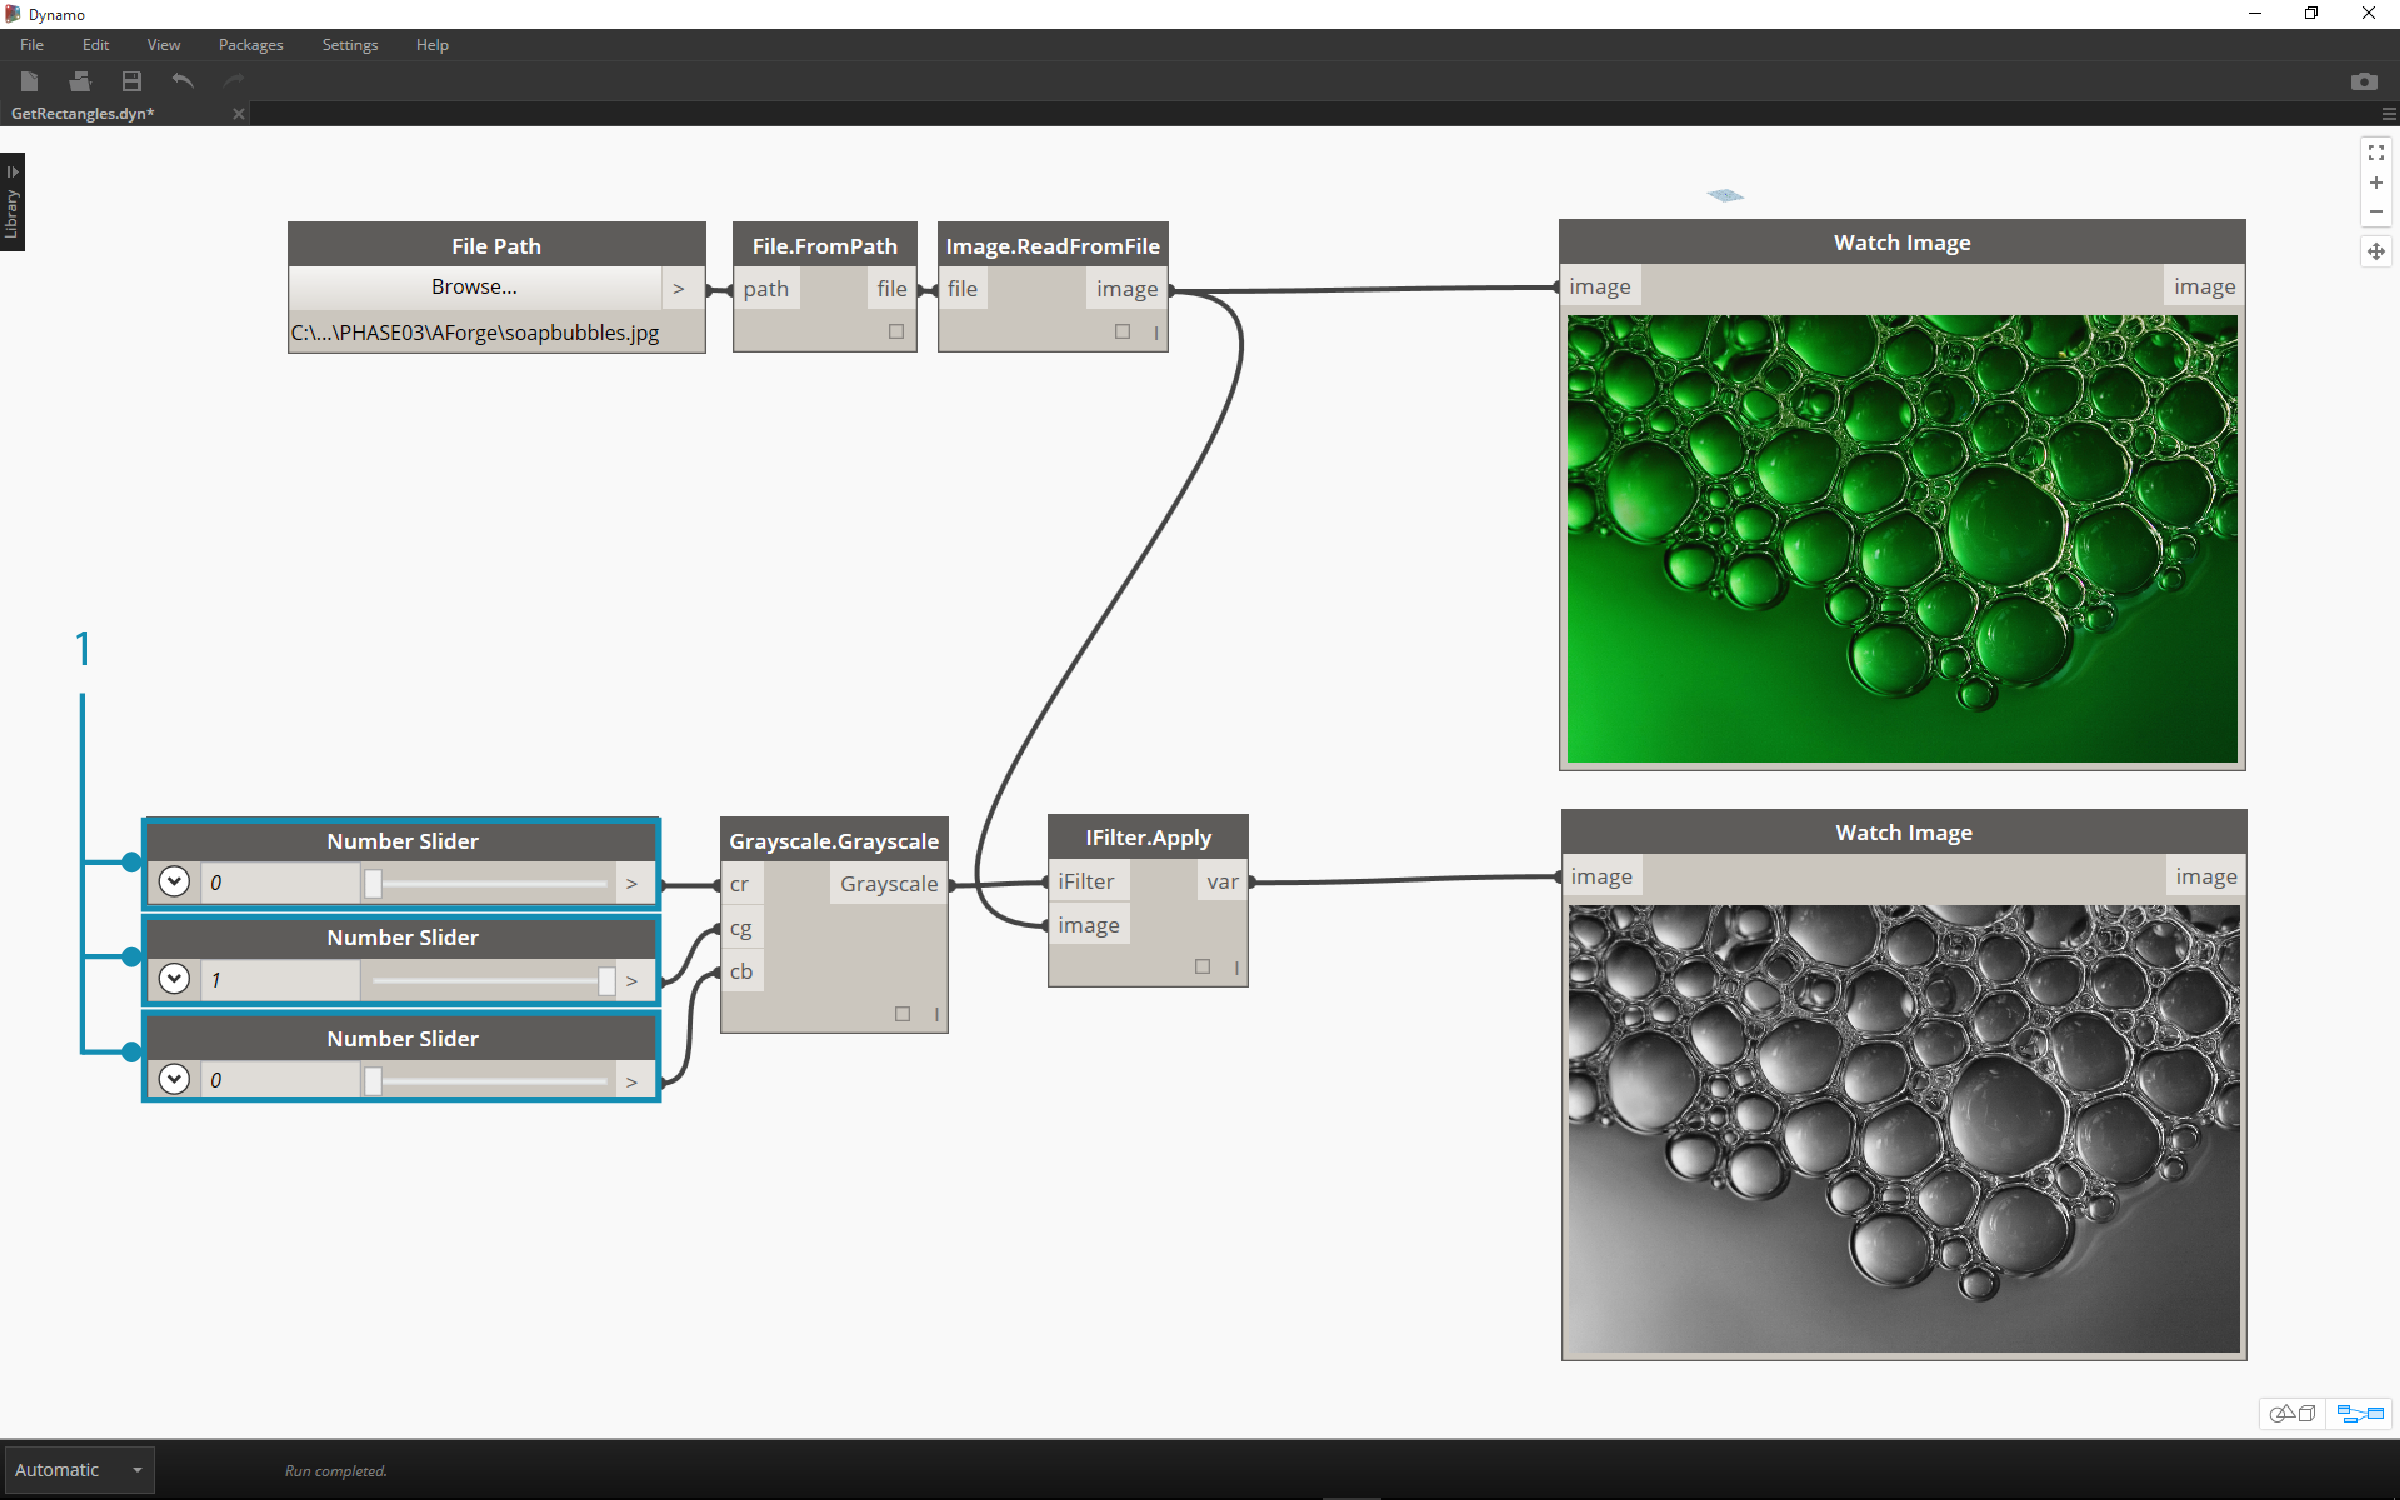 Dynamo
File Edit View Packages Settings Help
GetRectangles.dyn*
Library
File Path
Browse... >
C:\...\PHASE03\AForge\soapbubbles.jpg
File.FromPath
path file
Image.ReadFromFile
file image
I
Watch Image
image image
1
Number Slider
0 >
Number Slider
1 >
Number Slider
0 >
Grayscale.Grayscale
cr Grayscale
cg
cb
I
IFilter.Apply
iFilter var
image
I
Watch Image
image image
Automatic
Run completed.